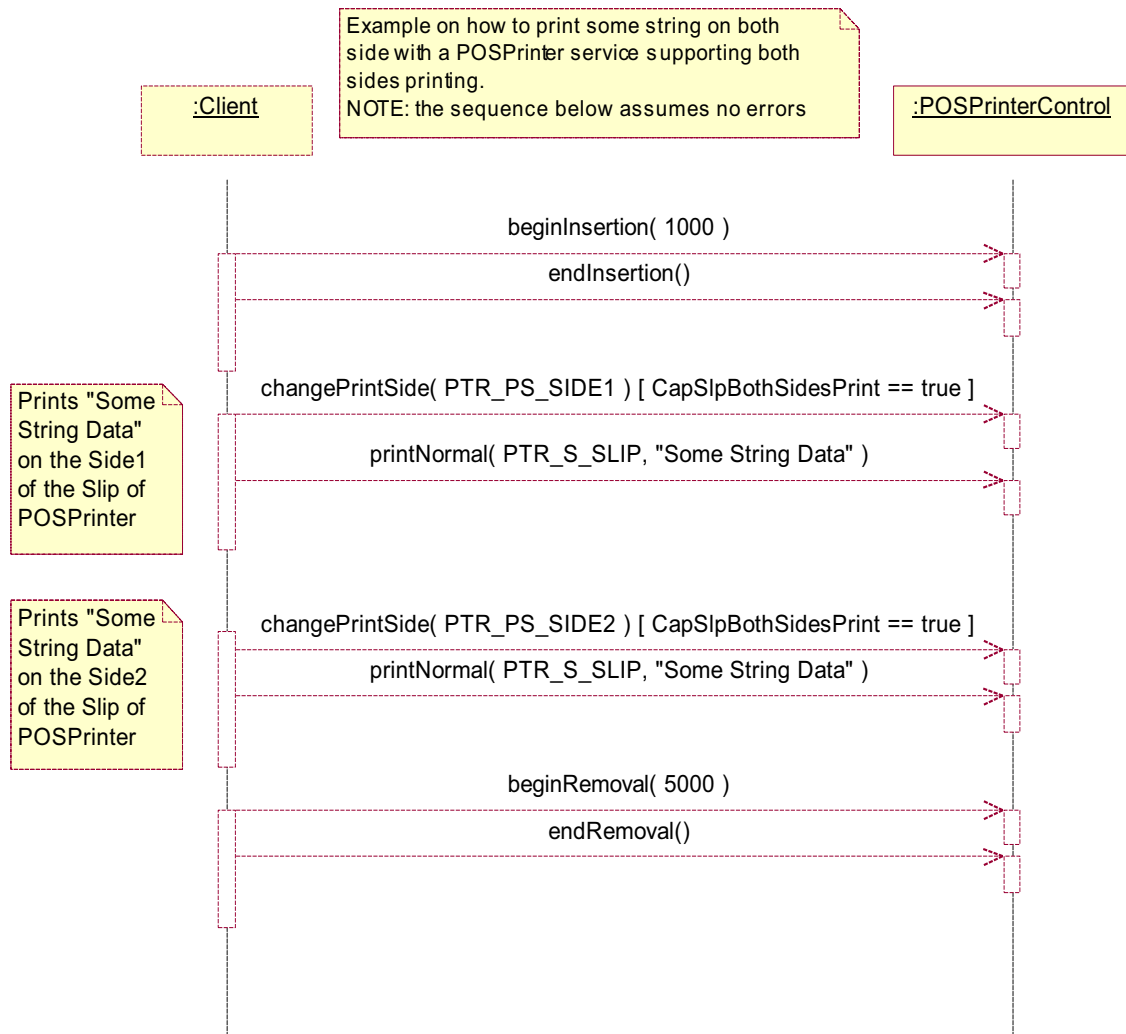 Example on how to print some string on both
side with a POSPrinter service supporting both
sides printing.
NOTE: the sequence below assumes no errors
:Client
:POSPrinterControl
beginInsertion( 1000 )
endInsertion()
changePrintSide( PTR_PS_SIDE1 ) [ CapSlpBothSidesPrint == true ]
Prints "Some
String Data"
on the Side1
of the Slip of
POSPrinter
printNormal( PTR_S_SLIP, "Some String Data" )
Prints "Some
String Data"
on the Side2
of the Slip of
POSPrinter
changePrintSide( PTR_PS_SIDE2 ) [ CapSlpBothSidesPrint == true ]
printNormal( PTR_S_SLIP, "Some String Data" )
beginRemoval( 5000 )
endRemoval()